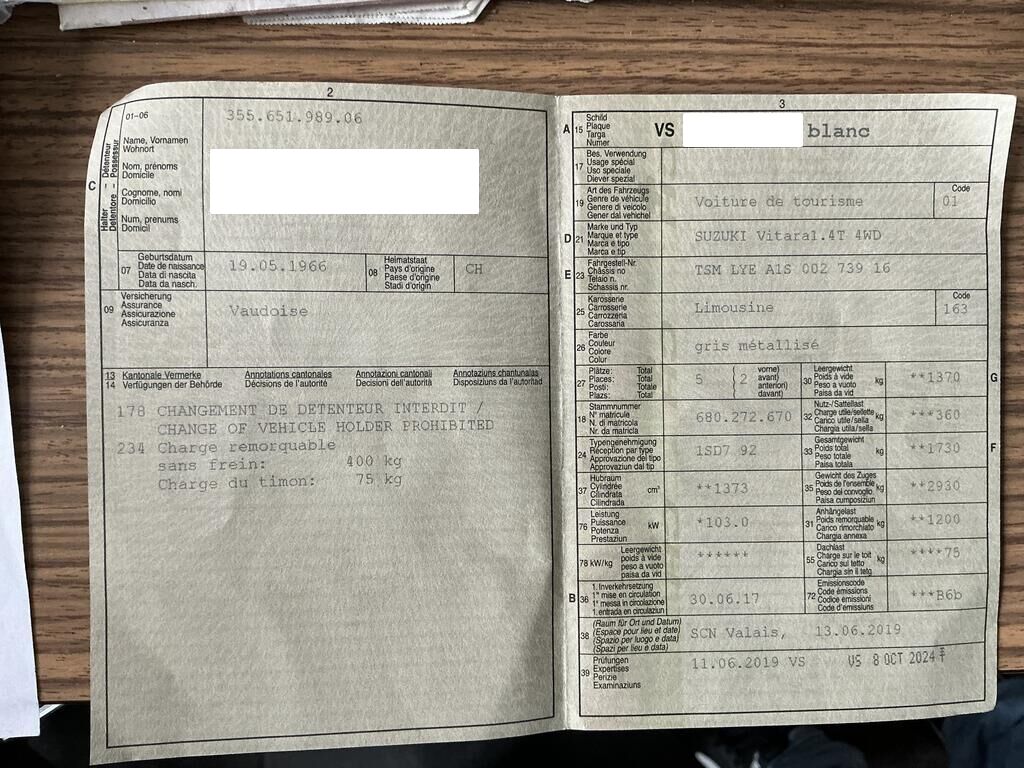 2
01–06
355.651.989.06
C
Halter – Détenteur
Detentore – Possessur
Name, Vornamen
Wohnort
Nom, prénoms
Domicile
Cognome, nomi
Domicilio
Num, prenums
Domicil
07
Geburtsdatum
Date de naissance
Data di nascita
Data da nasch.
19.05.1966
08
Heimatstaat
Pays d'origine
Paese d'origine
Stadi d'origin
CH
09
Versicherung
Assurance
Assicurazione
Assicuranza
Vaudoise
13 Kantonale Vermerke Annotations cantonales Annotazioni cantonali Annotaziuns chantunalas
14 Verfügungen der Behörde Décisions de l'autorité Decisioni dell'autorità Disposiziuns da l'autoritad
178 CHANGEMENT DE DETENTEUR INTERDIT /
CHANGE OF VEHICLE HOLDER PROHIBITED
234 Charge remorquable
sans frein: 400 kg
Charge du timon: 75 kg
3
A 15
Schild
Plaque
Targa
Numer
VS blanc
17
Bes. Verwendung
Usage spécial
Uso speciale
Diever spezial
19
Art des Fahrzeugs
Genre de véhicule
Genere di veicolo
Gener dal vehichel
Voiture de tourisme
Code
01
D 21
Marke und Typ
Marque et type
Marca e tipo
Marca e tip
SUZUKI Vitara1.4T 4WD
E 23
Fahrgestell-Nr.
Châssis no
Telaio n.
Schassis nr.
TSM LYE A1S 002 739 16
25
Karosserie
Carrosserie
Carrozzeria
Carossaria
Limousine
Code
163
26
Farbe
Couleur
Colore
Colur
gris métallisé
27
Plätze: Total vorne)
Places: Total avant)
Posti: Totale anteriori)
Plazs: Total davant)
5 { 2
30
Leergewicht
Poids à vide
Peso a vuoto
Paisa da vid
kg
**1370
G
18
Stammnummer
N° matricule
N. di matricola
Nr. da matricla
680.272.670
32
Nutz-/Sattellast
Charge utile/sellette
Carico utile/sella
Chargia utila/sella
kg
***360
24
Typengenehmigung
Réception par type
Approvazione del tipo
Approvaziun dal tip
1SD7 92
33
Gesamtgewicht
Poids total
Peso totale
Paisa totala
kg
**1730
F
37
Hubraum
Cylindrée
Cilindrata
Cilindrada
cm³
**1373
35
Gewicht des Zuges
Poids de l'ensemble
Peso del convoglio
Paisa cumposiziun
kg
**2930
76
Leistung
Puissance
Potenza
Prestaziun
kW
*103.0
31
Anhängelast
Poids remorquable
Carico rimorchiato
Chargia annexa
kg
**1200
78 kW/kg
Leergewicht
poids à vide
peso a vuoto
paisa da vid
******
55
Dachlast
Charge sur le toit
Carico sul tetto
Chargia sin il tetg
kg
****75
B 36
1. Inverkehrsetzung
1re mise en circulation
1a messa in circolazione
1. entrada en circulaziun
30.06.17
72
Emissionscode
Code émissions
Codice emissioni
Code d'emissiuns
***B6b
38
(Raum für Ort und Datum)
(Espace pour lieu et date)
(Spazio per luogo e data)
(Spazi per lieu e data)
SCN Valais, 13.06.2019
39
Prüfungen
Expertises
Perizie
Examinaziuns
11.06.2019 VS VS 8 OCT 2024